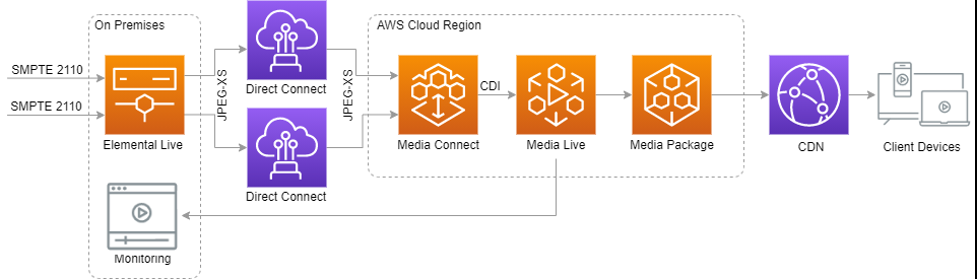 On Premises
AWS Cloud Region
SMPTE 2110
SMPTE 2110
Elemental Live
JPEG-XS
Direct Connect
Direct Connect
JPEG-XS
CDI
Media Connect
Media Live
Media Package
CDN
Client Devices
Monitoring